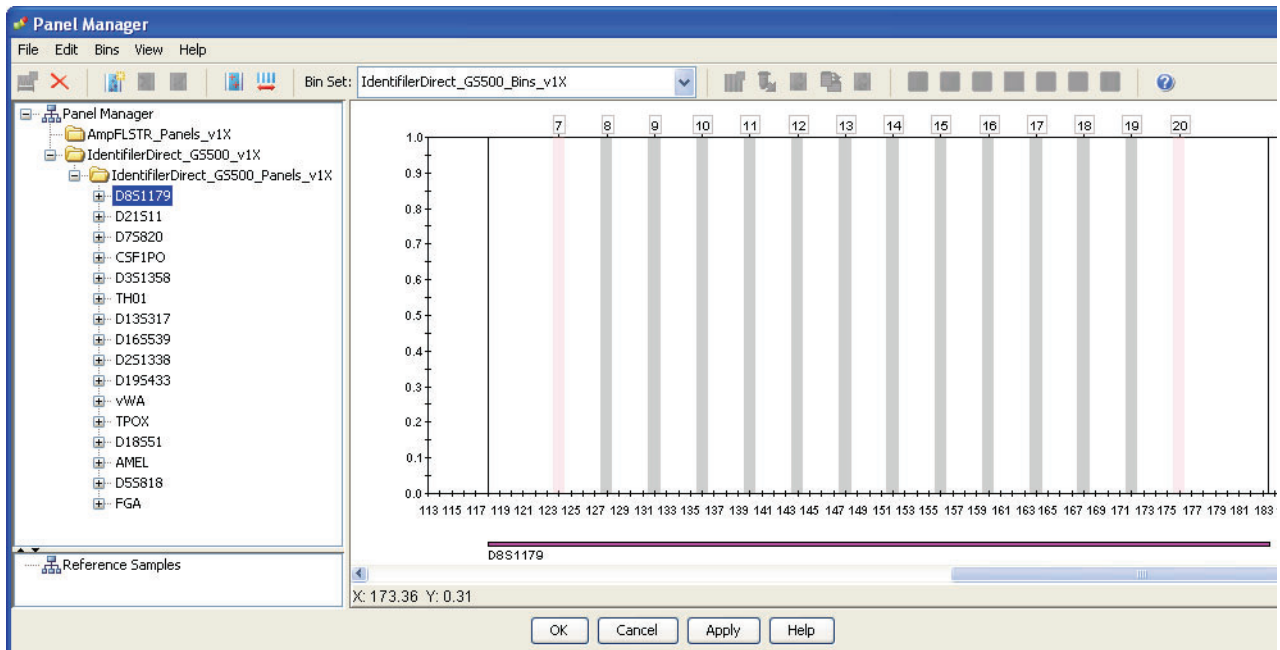 Panel Manager
File Edit Bins View Help
Bin Set: IdentifilerDirect_GS500_Bins_v1X
Panel Manager
AmpFLSTR_Panels_v1X
IdentifilerDirect_GS500_v1X
IdentifilerDirect_GS500_Panels_v1X
D8S1179
D21S11
D7S820
CSF1PO
D3S1358
TH01
D13S317
D16S539
D2S1338
D19S433
vWA
TPOX
D18S51
AMEL
D5S818
FGA
Reference Samples
7 8 9 10 11 12 13 14 15 16 17 18 19 20
1.0
0.9
0.8
0.7
0.6
0.5
0.4
0.3
0.2
0.1
0.0
113 115 117 119 121 123 125 127 129 131 133 135 137 139 141 143 145 147 149 151 153 155 157 159 161 163 165 167 169 171 173 175 177 179 181 183
D8S1179
X: 173.36 Y: 0.31
OK Cancel Apply Help